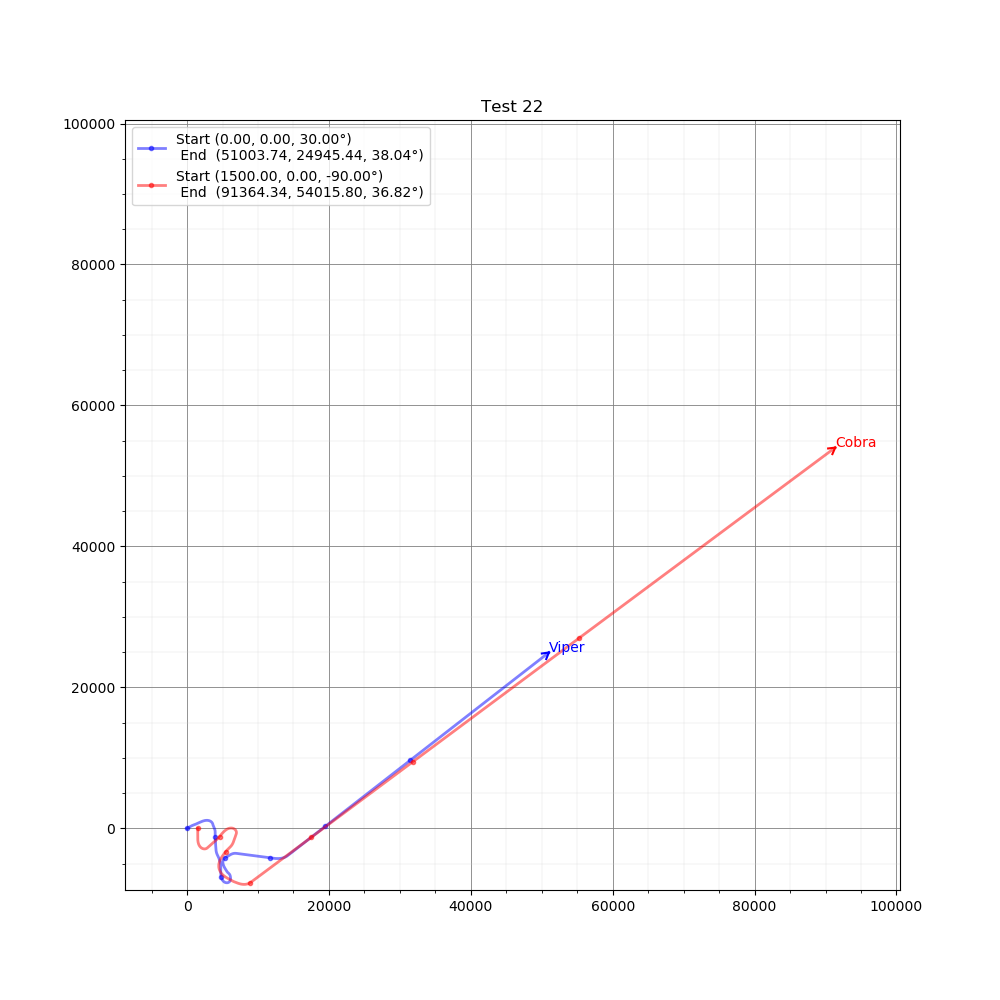 Test 22
Start (0.00, 0.00, 30.00°)
End (51003.74, 24945.44, 38.04°)
Start (1500.00, 0.00, -90.00°)
End (91364.34, 54015.80, 36.82°)
100000
80000
60000
40000
20000
0
Cobra
Viper
0 20000 40000 60000 80000 100000